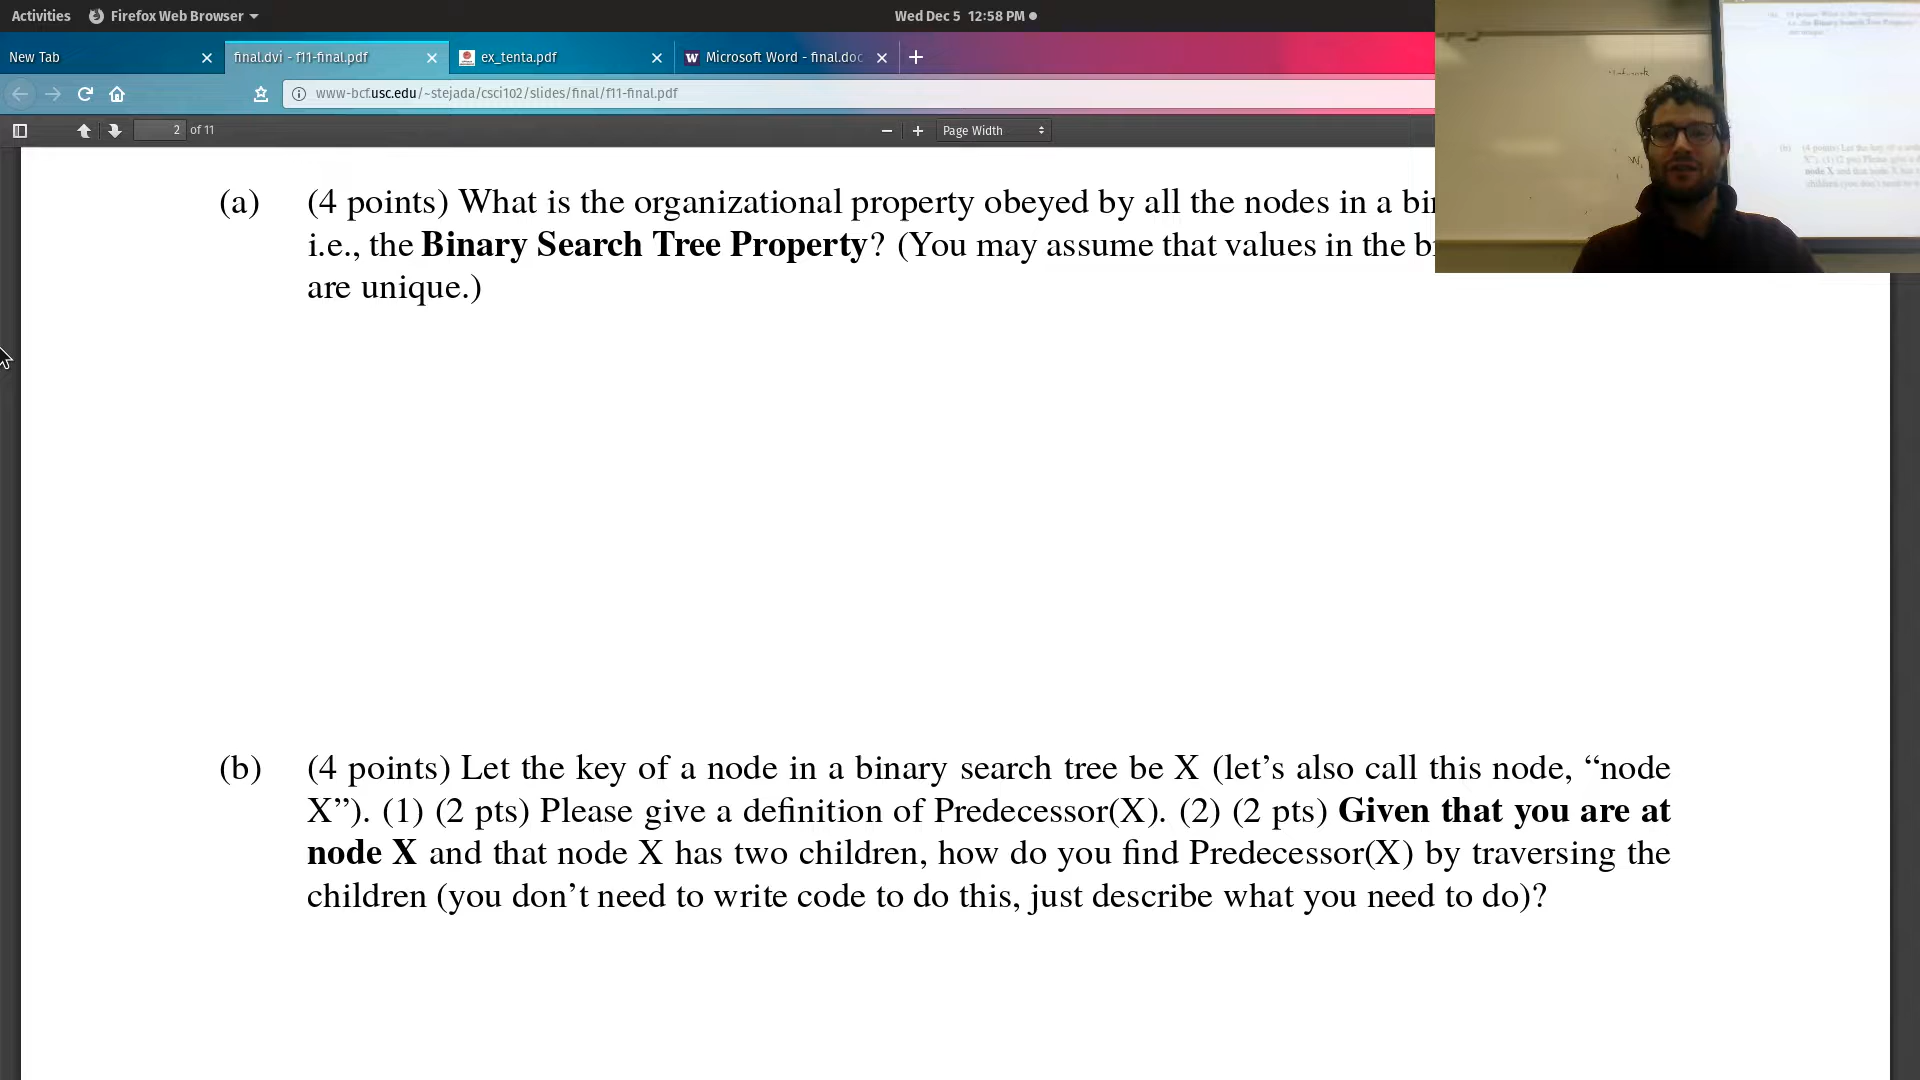 Activities Firefox Web Browser Wed Dec 5 12:58 PM
New Tab final.dvi - f11-final.pdf ex_tenta.pdf W Microsoft Word - final.doc
www-bcf.usc.edu/~stejada/csci102/slides/final/f11-final.pdf
2 of 11 Page Width
(a) (4 points) What is the organizational property obeyed by all the nodes in a bi
i.e., the Binary Search Tree Property? (You may assume that values in the b
are unique.)
(b) (4 points) Let the key of a node in a binary search tree be X (let’s also call this node, “node
X”). (1) (2 pts) Please give a definition of Predecessor(X). (2) (2 pts) Given that you are at
node X and that node X has two children, how do you find Predecessor(X) by traversing the
children (you don’t need to write code to do this, just describe what you need to do)?